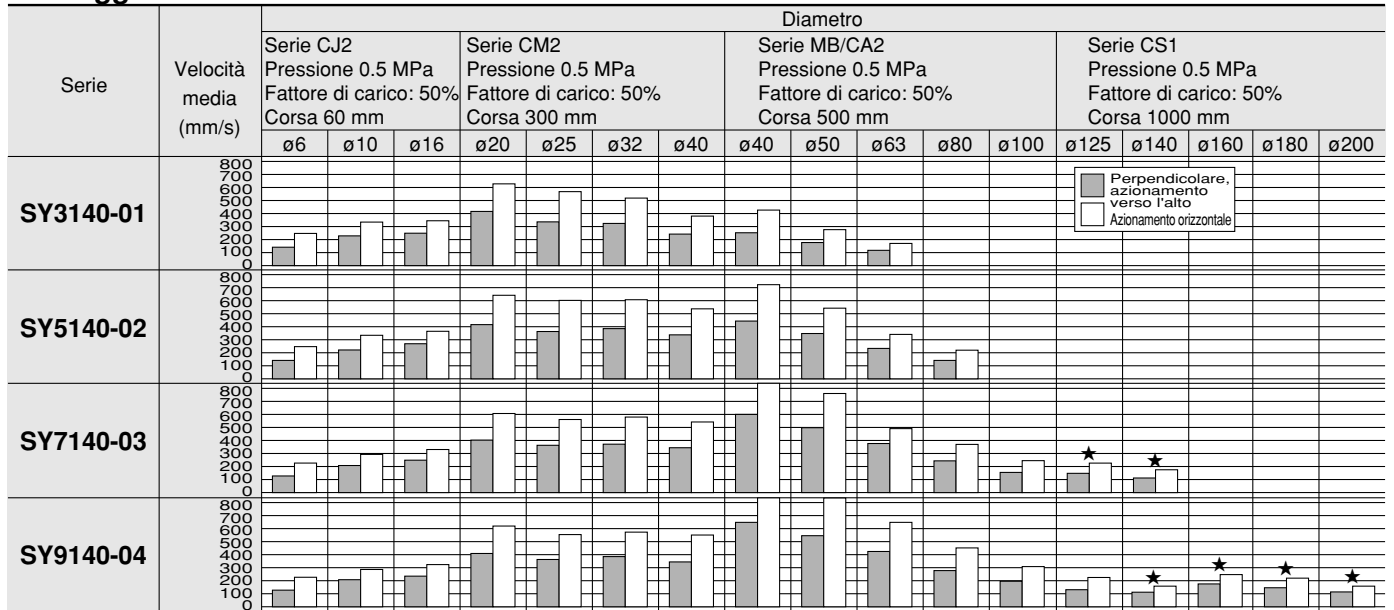 Diametro
Serie
Velocità
media
(mm/s)
Serie CJ2
Pressione 0.5 MPa
Fattore di carico: 50%
Corsa 60 mm
Serie CM2
Pressione 0.5 MPa
Fattore di carico: 50%
Corsa 300 mm
Serie MB/CA2
Pressione 0.5 MPa
Fattore di carico: 50%
Corsa 500 mm
Serie CS1
Pressione 0.5 MPa
Fattore di carico: 50%
Corsa 1000 mm
ø6 ø10 ø16 ø20 ø25 ø32 ø40 ø40 ø50 ø63 ø80 ø100 ø125 ø140 ø160 ø180 ø200
SY3140-01
800
700
600
500
400
300
200
100
0
Perpendicolare,
azionamento
verso l'alto
Azionamento orizzontale
SY5140-02
800
700
600
500
400
300
200
100
0
SY7140-03
800
700
600
500
400
300
200
100
0
★ ★
SY9140-04
800
700
600
500
400
300
200
100
0
★ ★ ★ ★